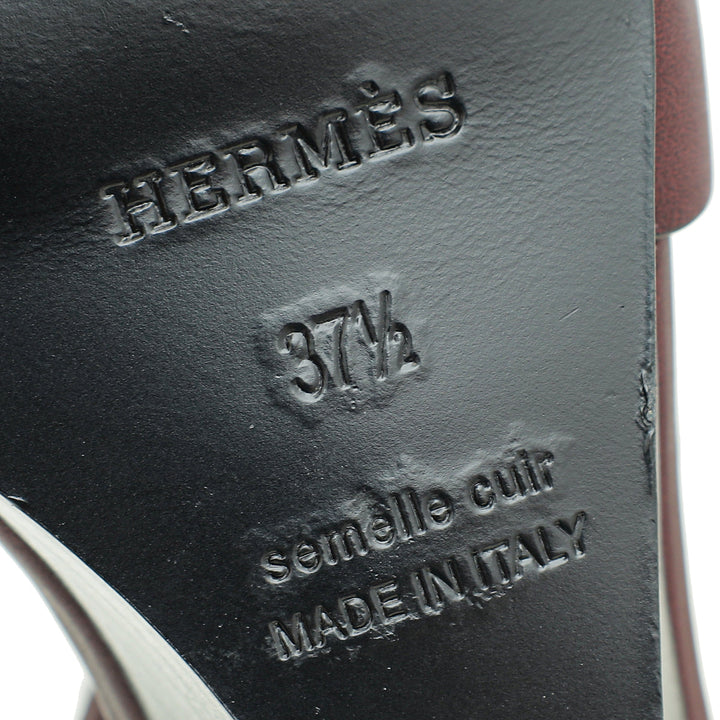 HERMÈS
37½
semelle cuir
MADE IN ITALY